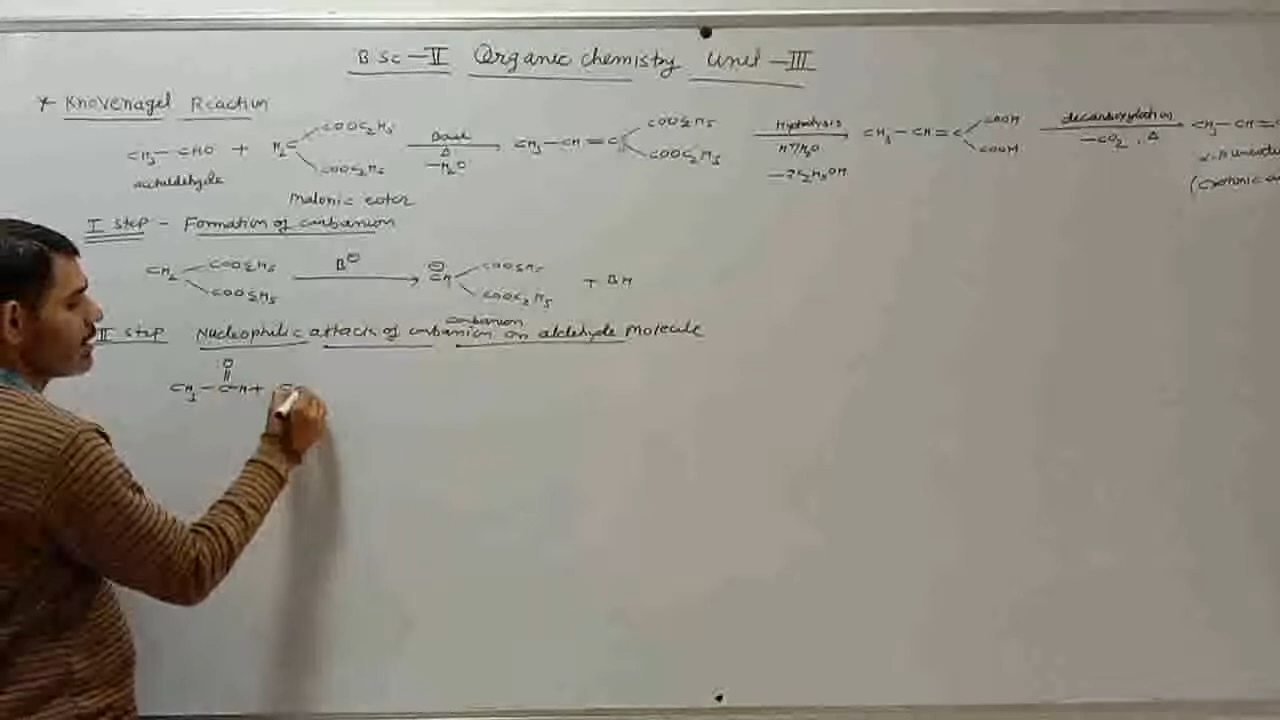 B Sc-II Organic chemistry Unit-III
* Knovenagel Reaction
CH3-CHO + H2C COOC2H5 COOC2H5 Base Δ -H2O CH3-CH=C COOC2H5 COOC2H5 Hydrolysis H+/H2O -2C2H5OH CH3-CH=C COOH COOH decarboxylation -CO2, Δ CH3-CH=C
acetaldehyde Malonic ester
I step - Formation of carbanion
CH2 COOC2H5 COOC2H5 B⊖ ⊖CH COOC2H5 COOC2H5 + BH
carbanion
II step Nucleophilic attack of carbanion on aldehyde Molecule
O
CH3-C-H +